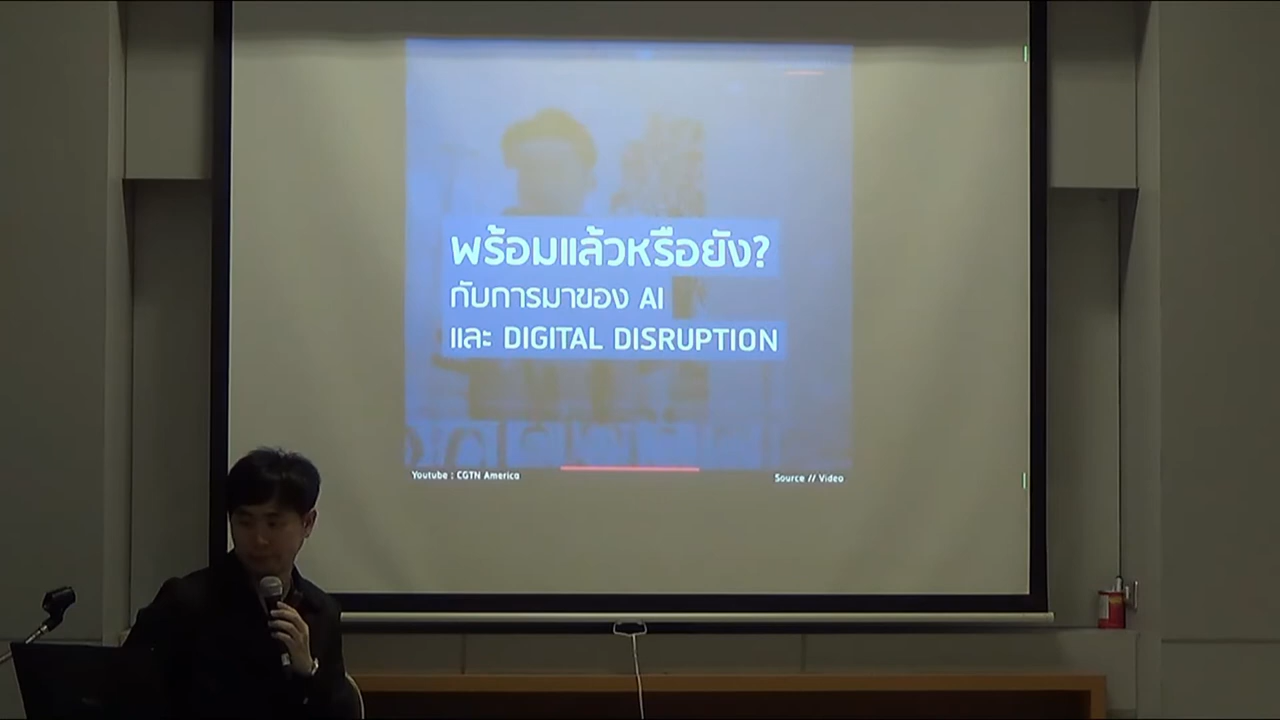 พร้อมแล้วหรือยัง?
กับการมาของ AI
และ DIGITAL DISRUPTION
Youtube : CGTN America
Source // Video